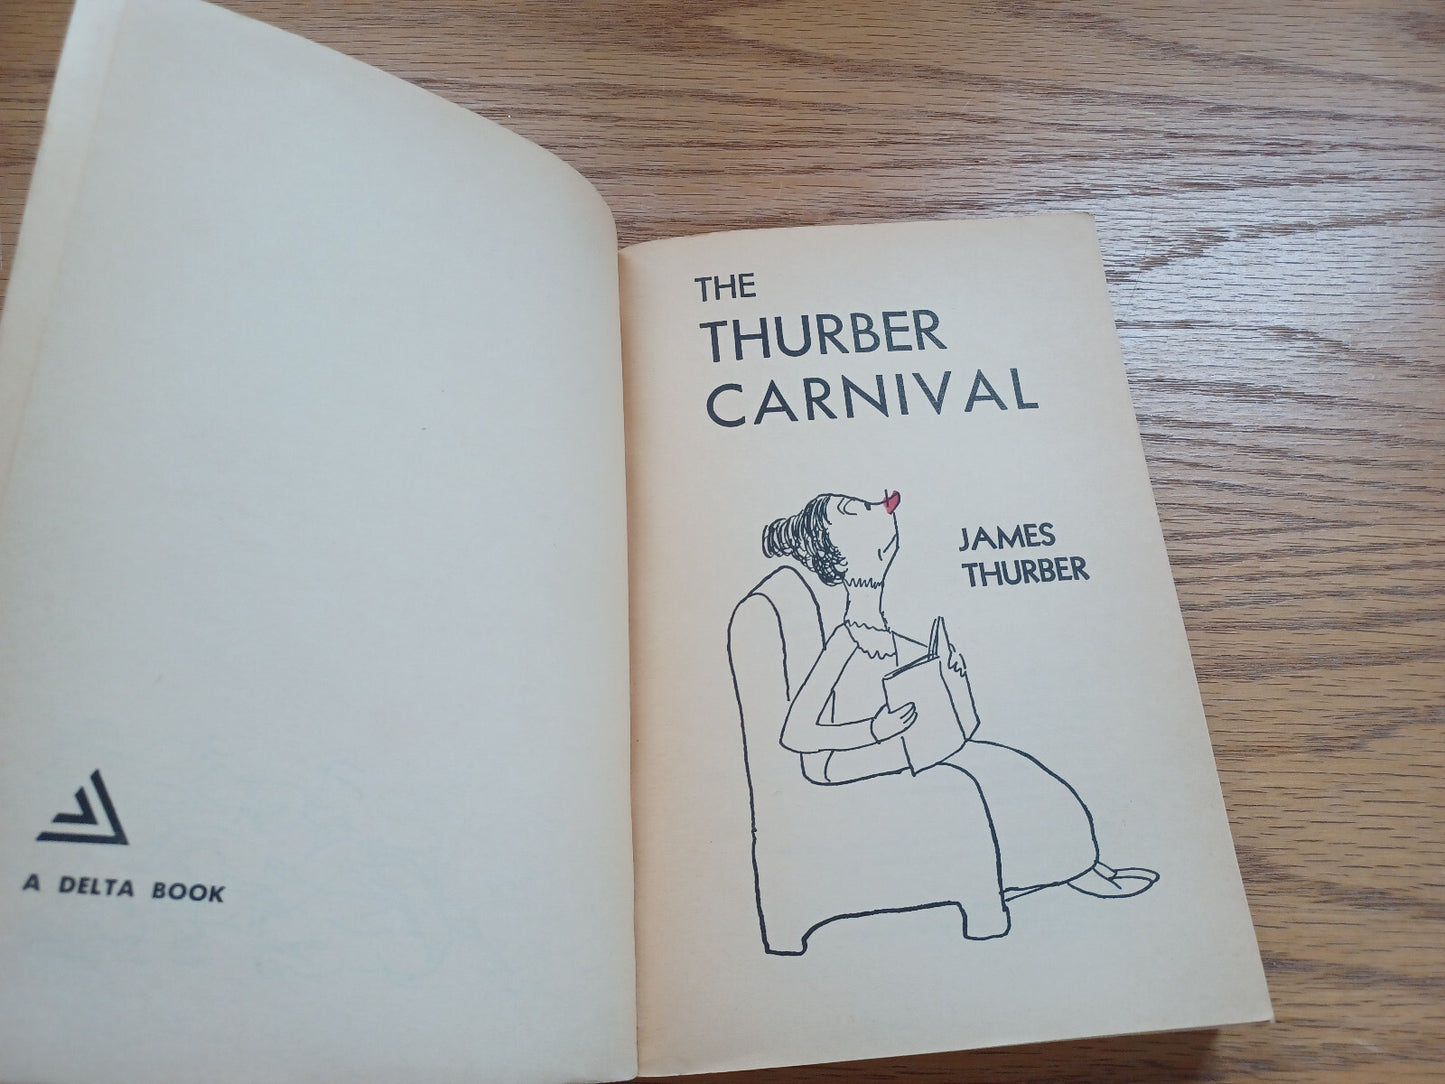 A DELTA BOOK
THE
THURBER
CARNIVAL
JAMES
THURBER